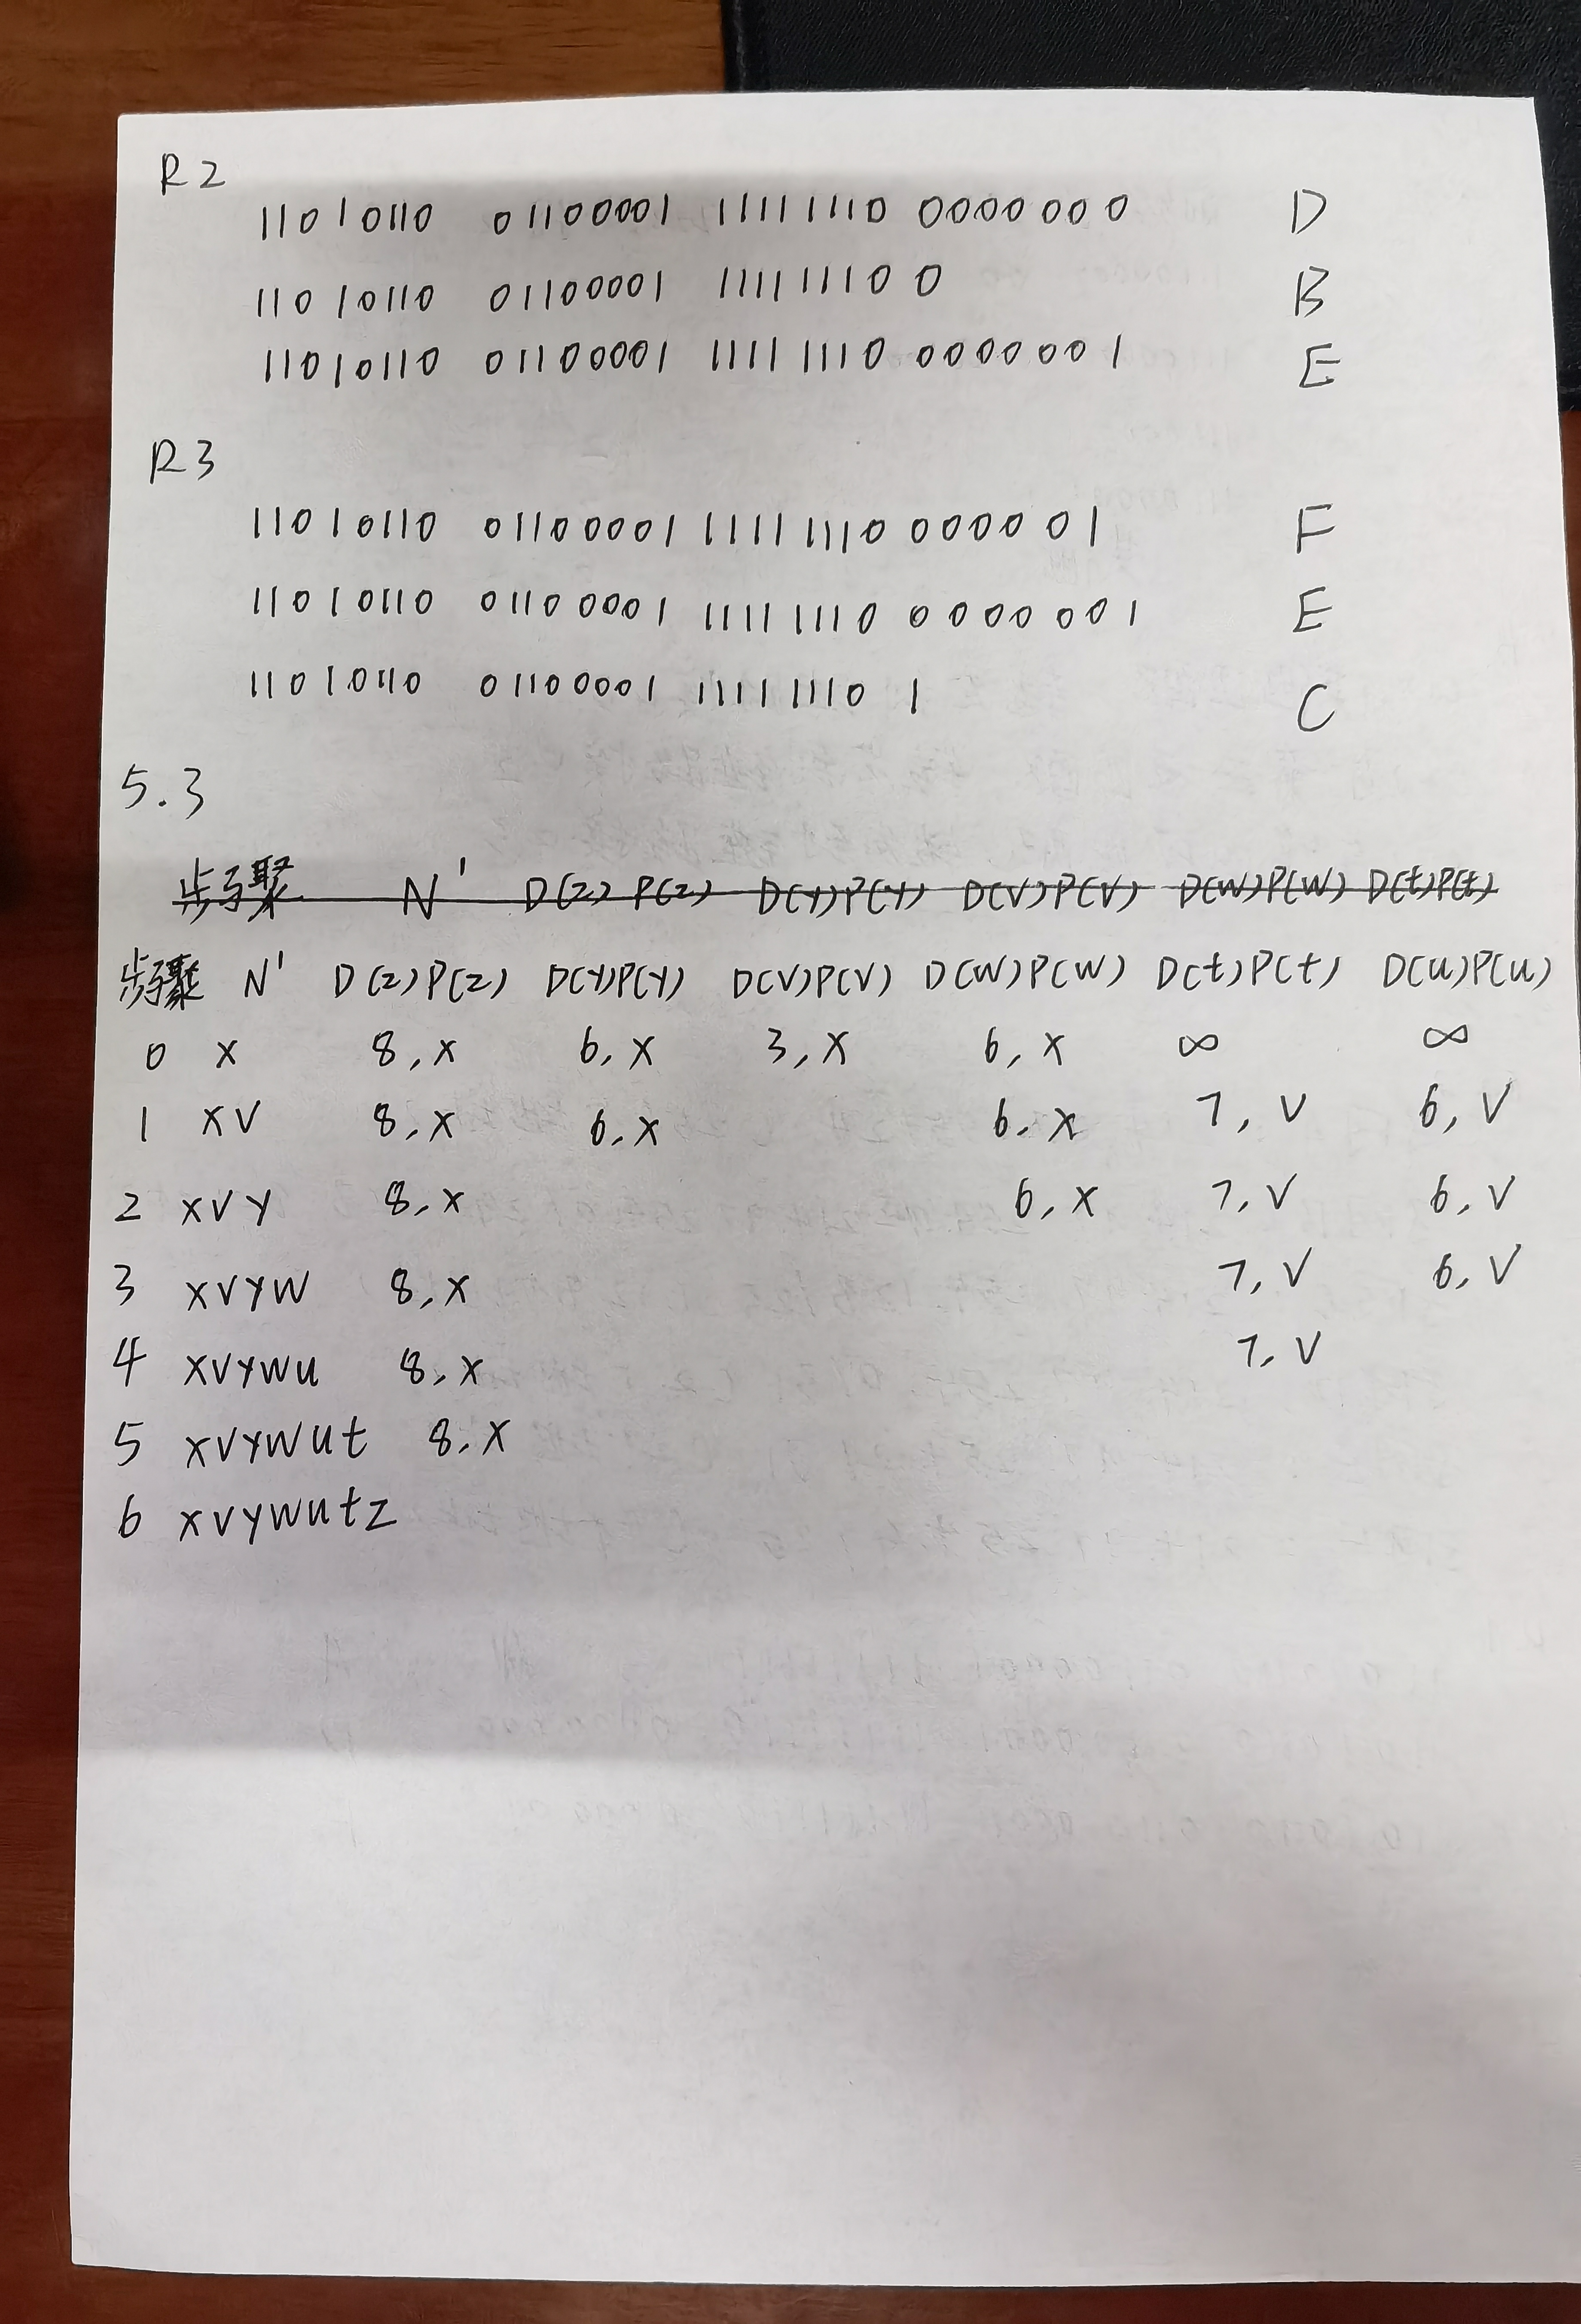 R2
11010110 01100001 11111110 0000000 D
11010110 01100001 11111110 0 B
11010110 01100001 11111110 0000001 E
R3
11010110 01100001 11111110 000001 F
11010110 01100001 11111110 0000001 E
11010110 01100001 11111110 1 C
5.3
步骤 N' D(z)P(z) D(Y)P(Y) D(V)P(V) D(W)P(W) D(t)P(t)
步骤 N' D(z)P(z) D(Y)P(Y) D(V)P(V) D(W)P(W) D(t)P(t) D(u)P(u)
0 X 8,X 6,X 3,X 6,X ∞ ∞
1 XV 8,X 6,X 6,X 7,V 6,V
2 XVY 8,X 6,X 7,V 6,V
3 XVYW 8,X 7,V 6,V
4 XVYWu 8,X 7,V
5 XVYWut 8,X
6 XVYWutz